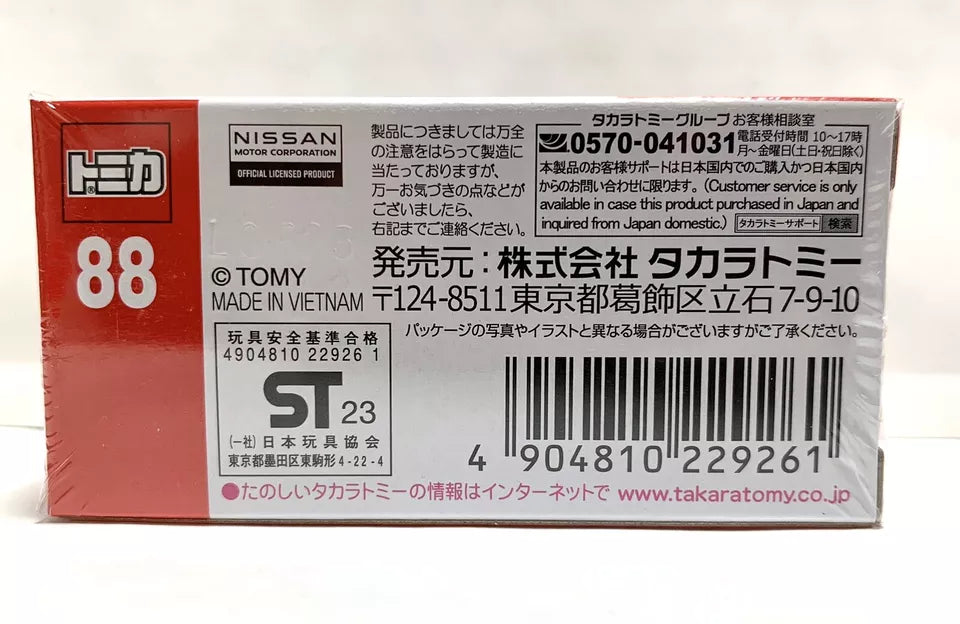 トミカ
®
88
NISSAN
MOTOR CORPORATION
OFFICIAL LICENSED PRODUCT
製品につきましては万全
の注意をはらって製造に
当たっておりますが、
万一お気づきの点などが
ございましたら、
右記までご連絡ください。
タカラトミーグループ お客様相談室
0570-041031 電話受付時間 10〜17時
月〜金曜日(土日・祝日除く)
本製品のお客様サポートは日本国内でのご購入かつ日本国内
からのお問い合わせに限ります。(Customer service is only
available in case this product purchased in Japan and
inquired from Japan domestic.) タカラトミーサポート 検索
© TOMY
MADE IN VIETNAM
発売元:株式会社 タカラトミー
〒124-8511東京都葛飾区立石7-9-10
パッケージの写真やイラストと異なる場合がございますがご了承ください。
玩具安全基準合格
4904810 22926 1
ST 23
(一社)日本玩具協会
東京都墨田区東駒形4-22-4
4 904810 229261
●たのしいタカラトミーの情報はインターネットで www.takaratomy.co.jp